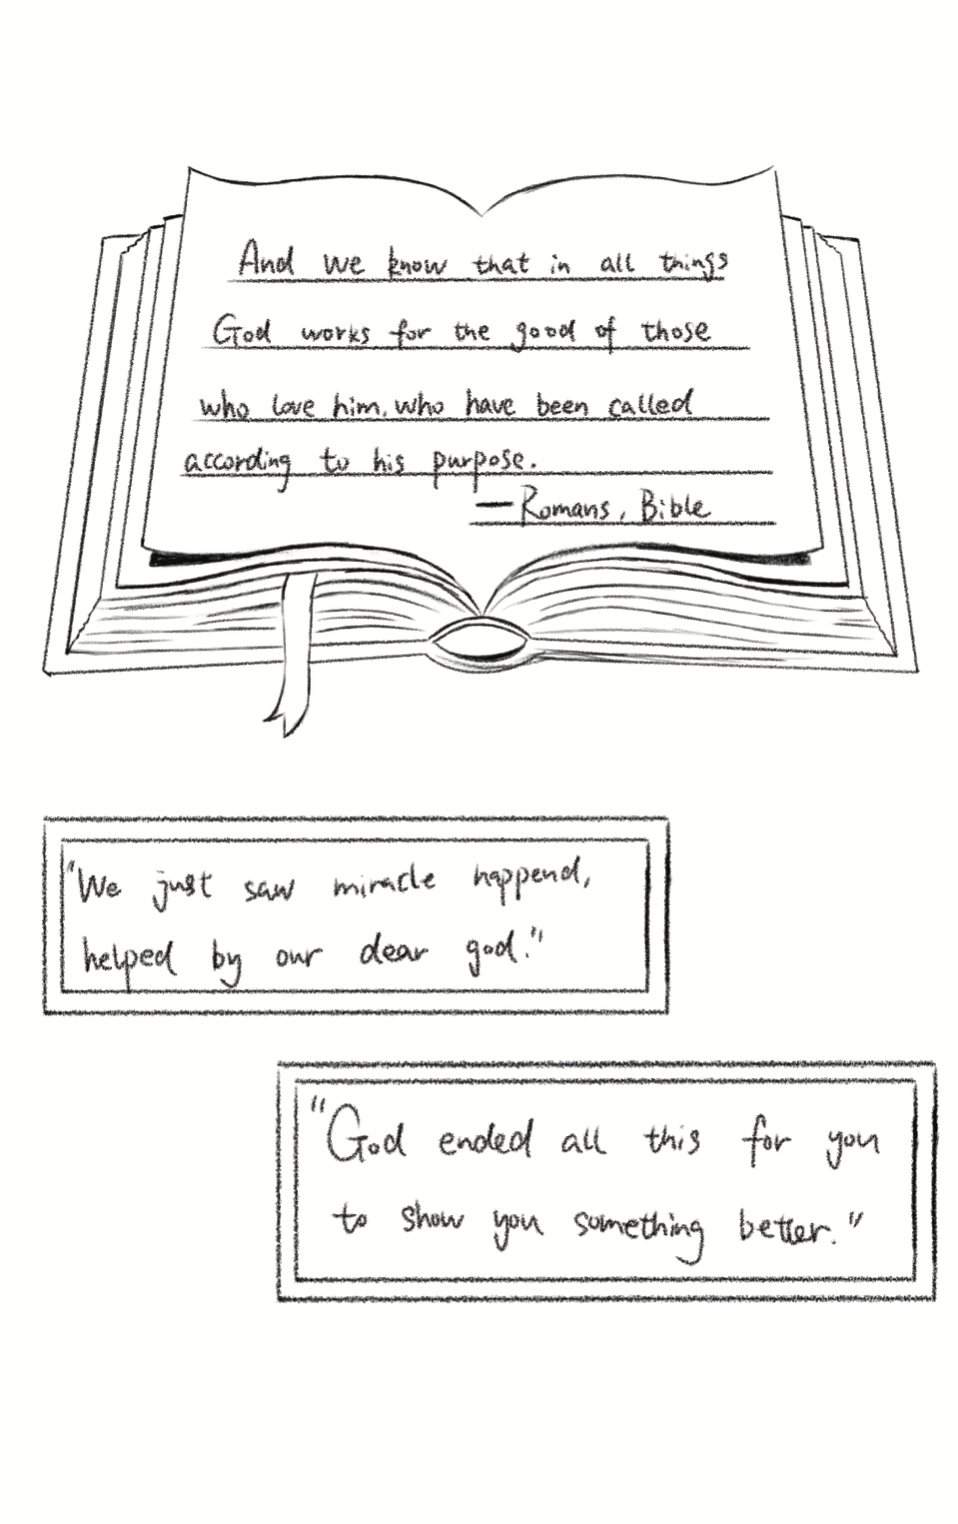 And we know that in all things
God works for the good of those
who love him, who have been called
according to his purpose.
— Romans, Bible
"We just saw miracle happend,
helped by our dear god."
"God ended all this for you
to show you something better."